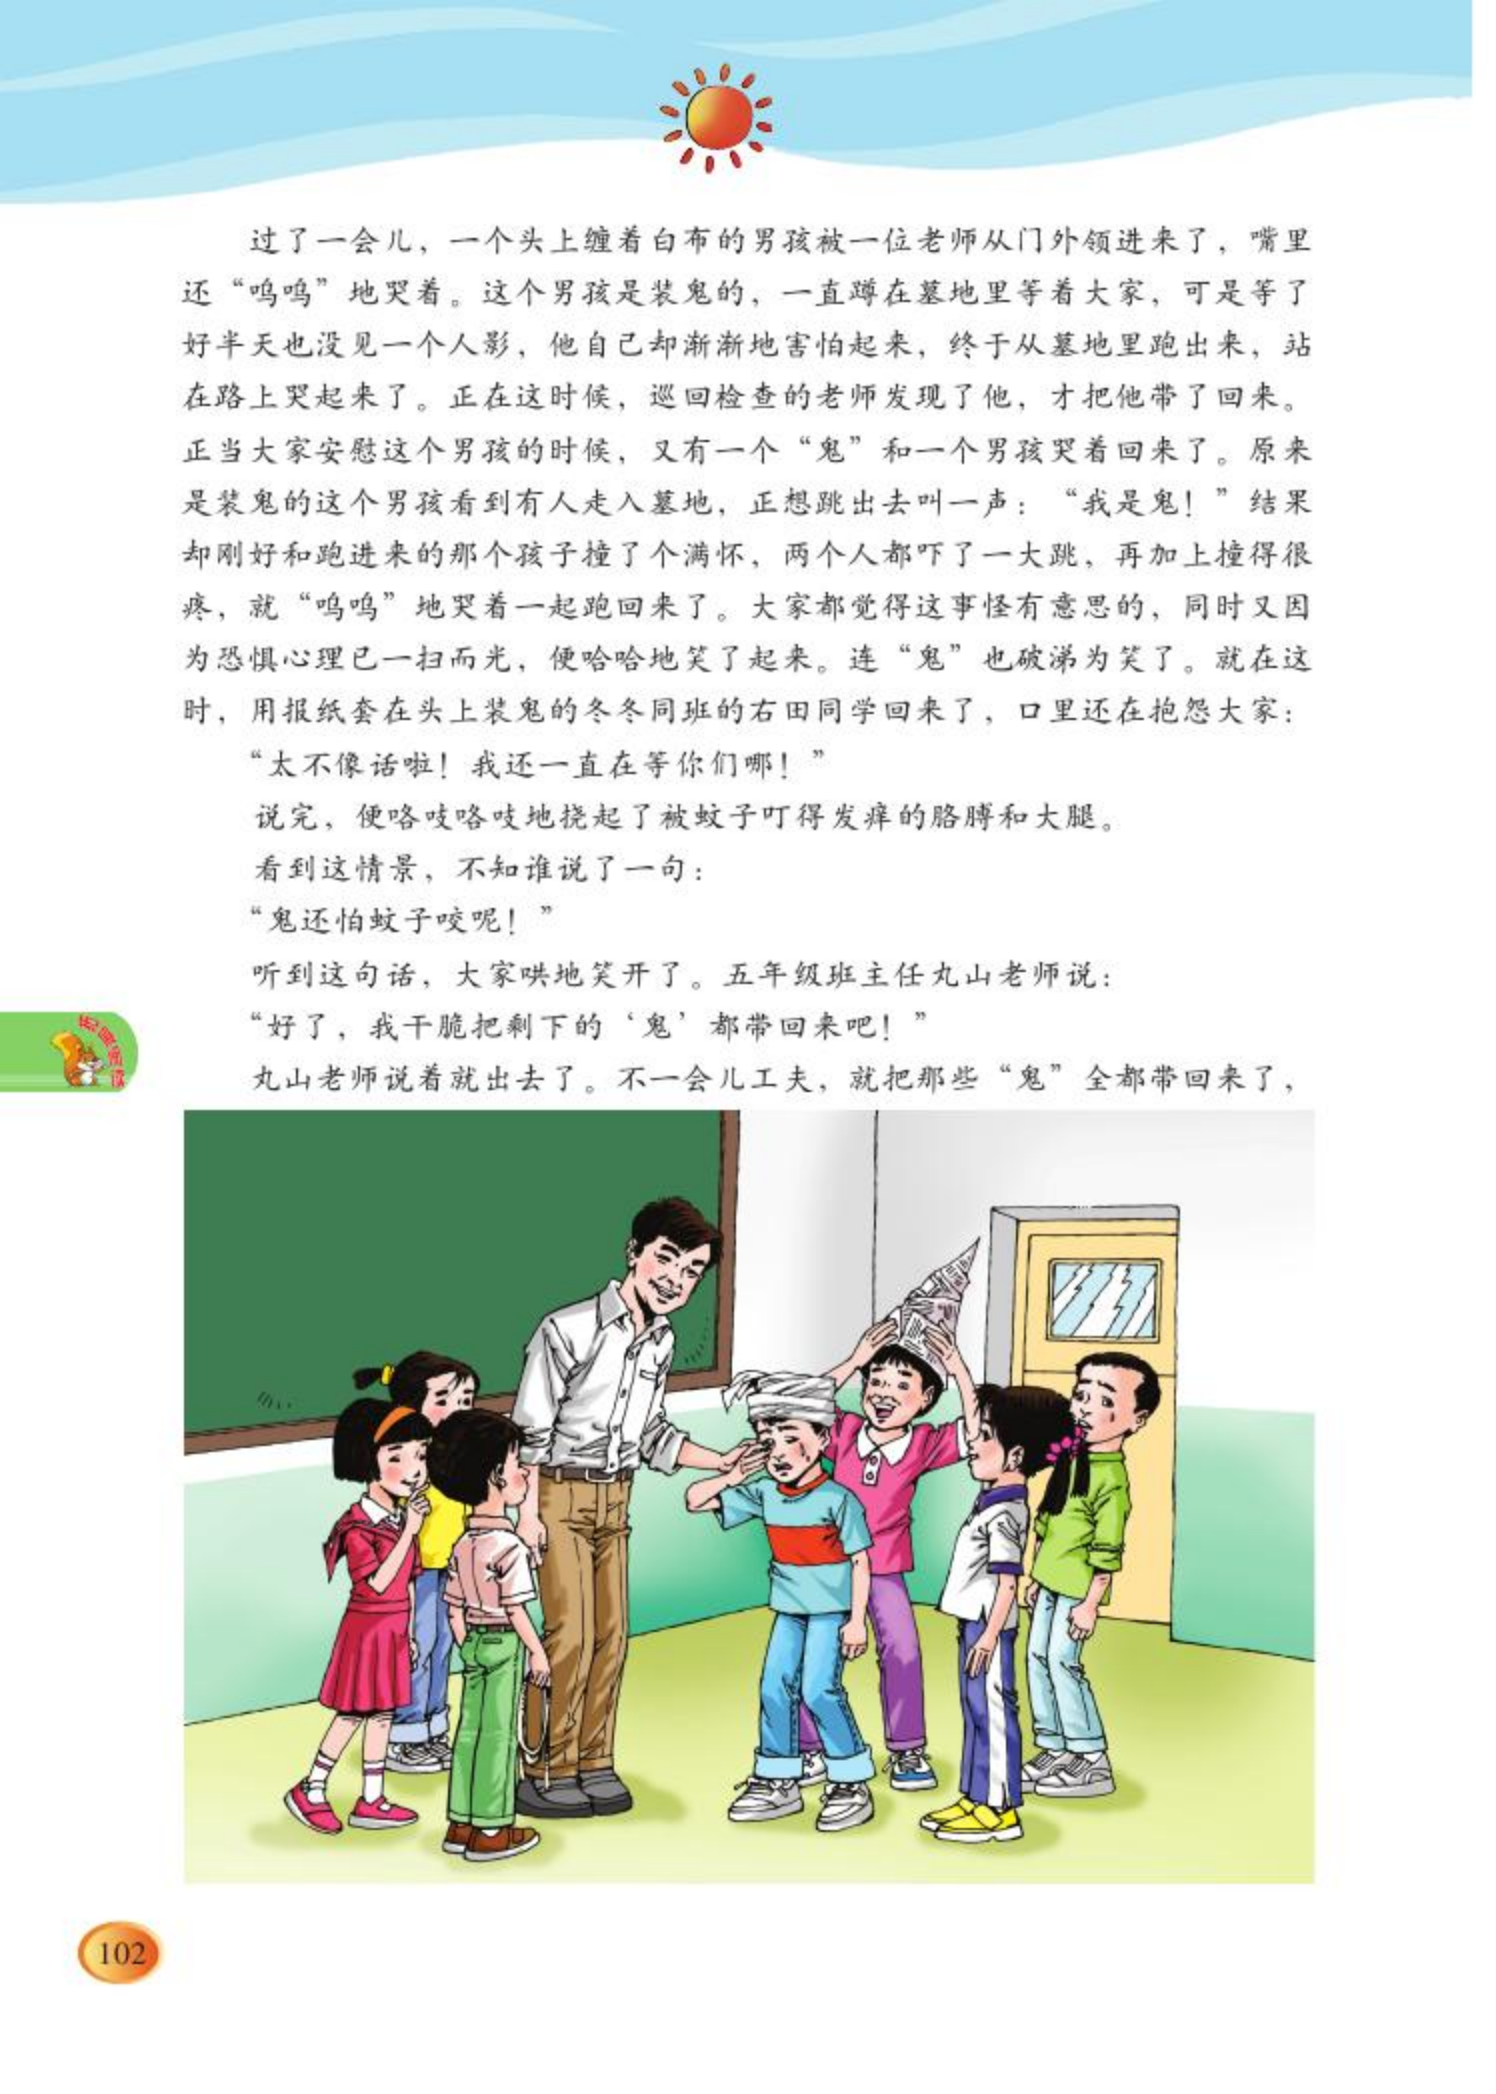 过了一会儿，一个头上缠着白布的男孩被一位老师从门外领进来了，嘴里
还“呜呜”地哭着。这个男孩是装鬼的，一直蹲在墓地里等着大家，可是等了
好半天也没见一个人影，他自己却渐渐地害怕起来，终于从墓地里跑出来，站
在路上哭起来了。正在这时候，巡回检查的老师发现了他，才把他带了回来。
正当大家安慰这个男孩的时候，又有一个“鬼”和一个男孩哭着回来了。原来
是装鬼的这个男孩看到有人走入墓地，正想跳出去叫一声：“我是鬼！”结果
却刚好和跑进来的那个孩子撞了个满怀，两个人都吓了一大跳，再加上撞得很
疼，就“呜呜”地哭着一起跑回来了。大家都觉得这事怪有意思的，同时又因
为恐惧心理已一扫而光，便哈哈地笑了起来。连“鬼”也破涕为笑了。就在这
时，用报纸套在头上装鬼的冬冬同班的右田同学回来了，口里还在抱怨大家：
“太不像话啦！我还一直在等你们哪！”
说完，便咯吱咯吱地挠起了被蚊子叮得发痒的胳膊和大腿。
看到这情景，不知谁说了一句：
“鬼还怕蚊子咬呢！”
听到这句话，大家哄地笑开了。五年级班主任丸山老师说：
“好了，我干脆把剩下的‘鬼’都带回来吧！”
丸山老师说着就出去了。不一会儿工夫，就把那些“鬼”全都带回来了，
102